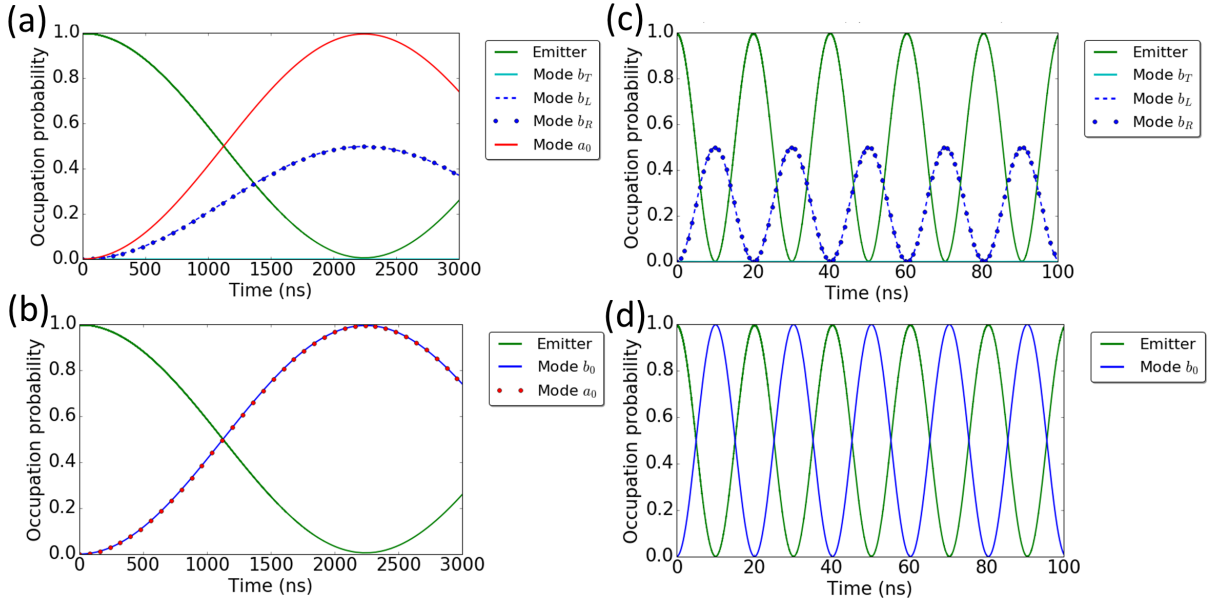 (a)
Occupation probability
1.0
0.8
0.6
0.4
0.2
0.0
0 500 1000 1500 2000 2500 3000
Time (ns)
Emitter
Mode b_T
Mode b_L
Mode b_R
Mode a_0
(c)
Occupation probability
1.0
0.8
0.6
0.4
0.2
0.0
0 20 40 60 80 100
Time (ns)
Emitter
Mode b_T
Mode b_L
Mode b_R
(b)
Occupation probability
1.0
0.8
0.6
0.4
0.2
0.0
0 500 1000 1500 2000 2500 3000
Time (ns)
Emitter
Mode b_0
Mode a_0
(d)
Occupation probability
1.0
0.8
0.6
0.4
0.2
0.0
0 20 40 60 80 100
Time (ns)
Emitter
Mode b_0